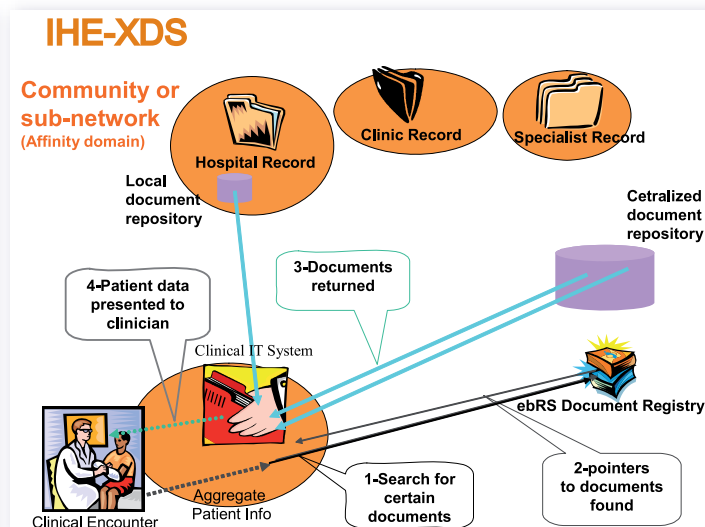 IHE-XDS
Community or
sub-network
(Affinity domain)
Hospital Record
Clinic Record
Specialist Record
Local
document
repository
Cetralized
document
repository
3-Documents
returned
4-Patient data
presented to
clinician
Clinical IT System
ebRS Document Registry
Clinical Encounter
Aggregate
Patient Info
1-Search for
certain
documents
2-pointers
to documents
found